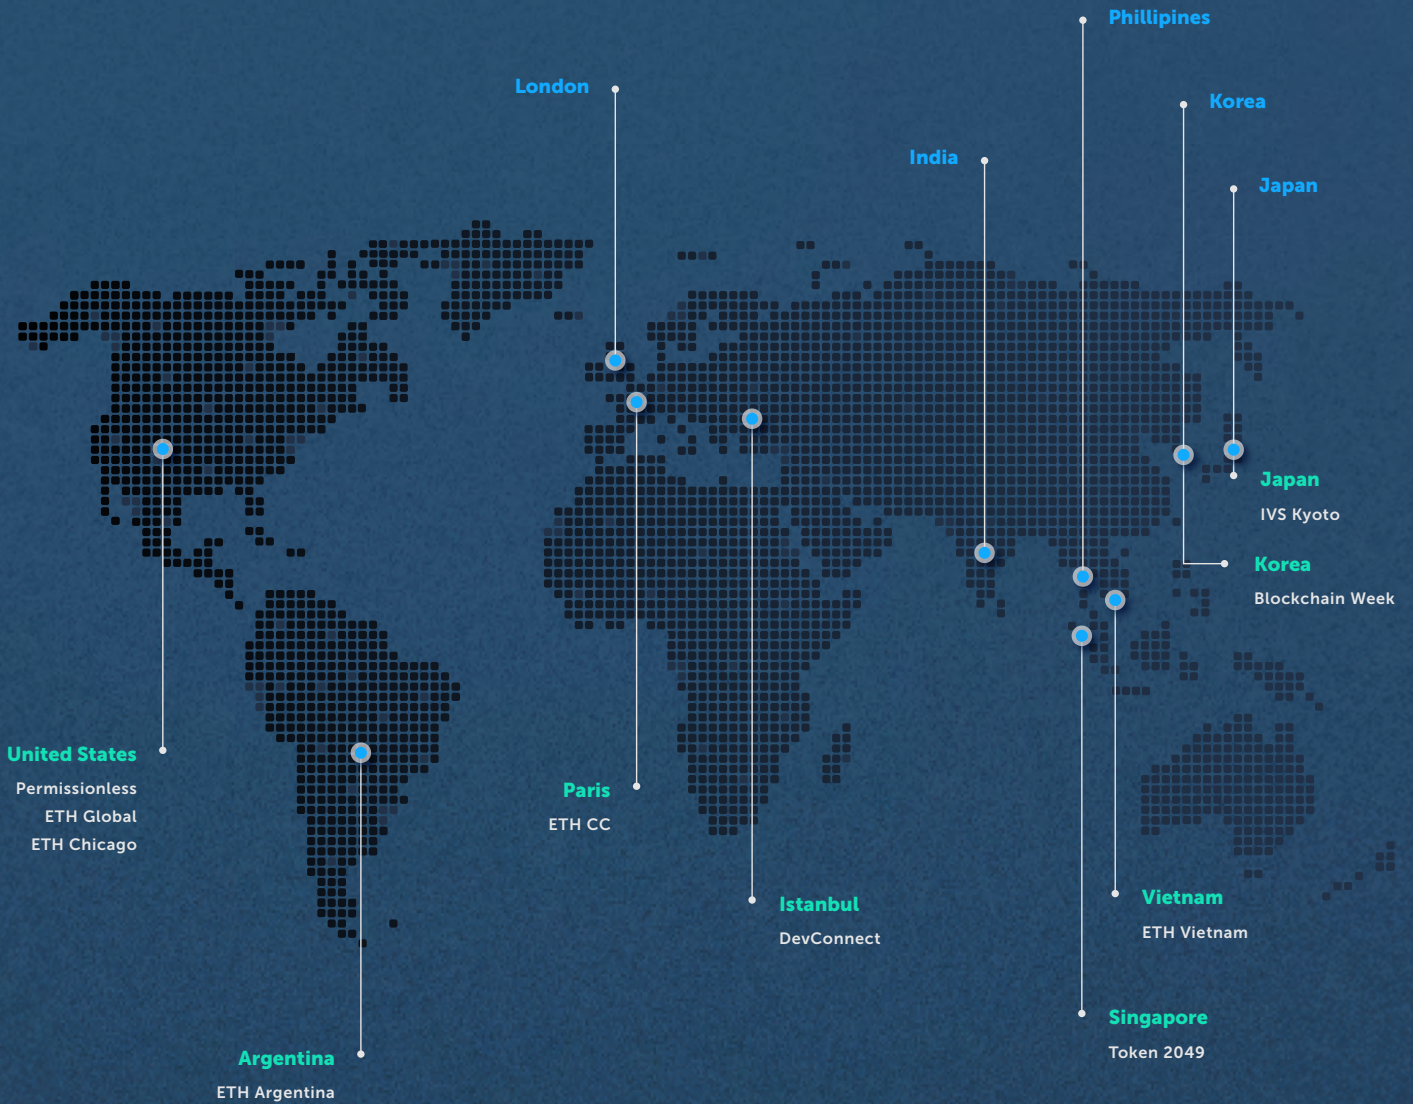 Phillipines
London
Korea
India
Japan
Japan
IVS Kyoto
Korea
Blockchain Week
United States
Permissionless
ETH Global
ETH Chicago
Paris
ETH CC
Istanbul
DevConnect
Vietnam
ETH Vietnam
Singapore
Token 2049
Argentina
ETH Argentina